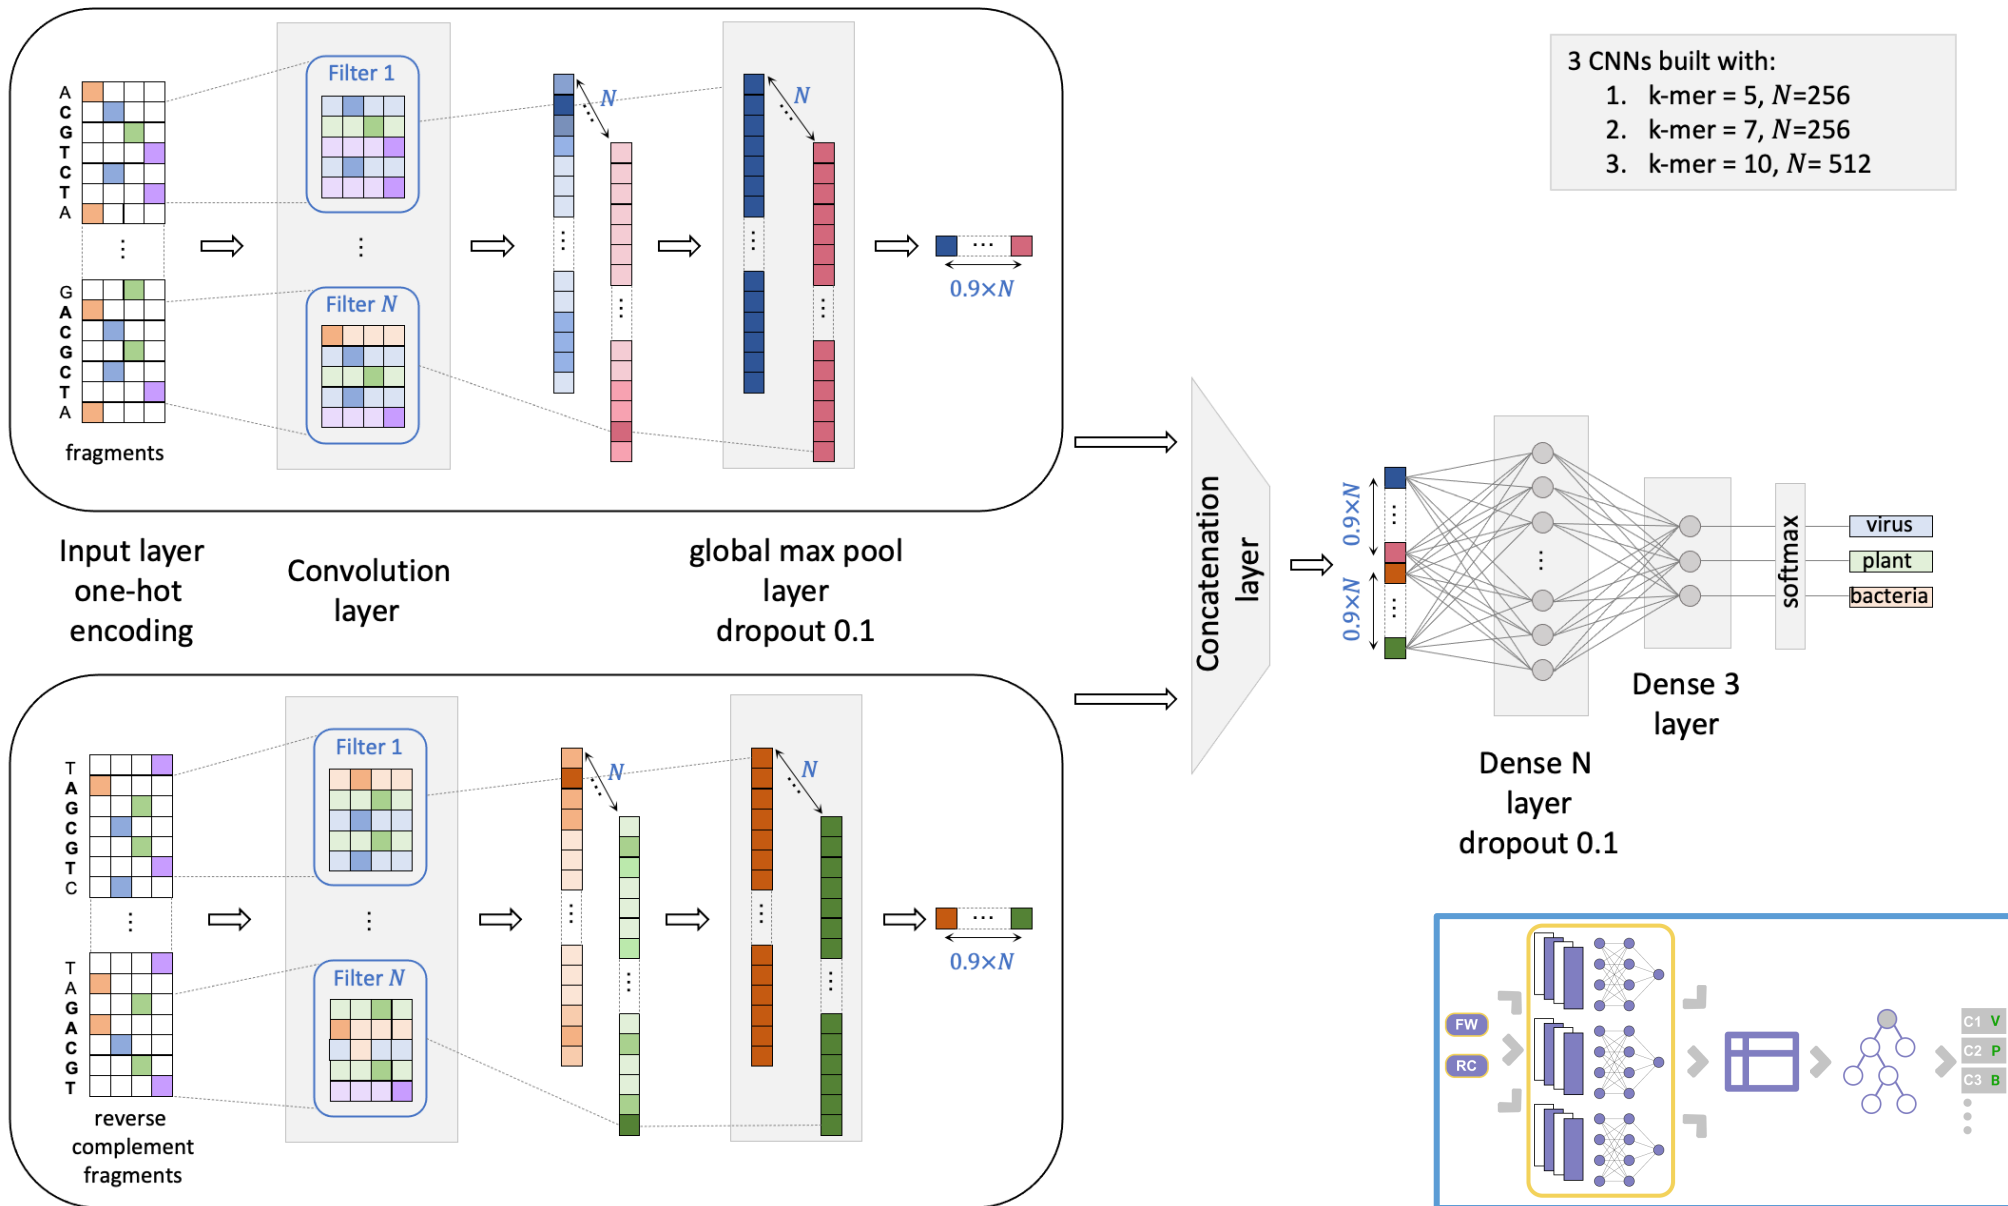 A
C
G
T
C
T
A
⋮
G
A
C
G
C
T
A
fragments
Filter 1
⋮
Filter N
N
⋮
⋮
N
⋮
⋮
...
0.9×N
3 CNNs built with:
1. k-mer = 5, N=256
2. k-mer = 7, N=256
3. k-mer = 10, N= 512
Input layer
one-hot
encoding
Convolution
layer
global max pool
layer
dropout 0.1
T
A
G
C
G
T
C
⋮
T
A
G
A
C
G
T
reverse
complement
fragments
Filter 1
⋮
Filter N
N
⋮
⋮
N
⋮
⋮
...
0.9×N
Concatenation
layer
0.9×N
0.9×N
Dense N
layer
dropout 0.1
Dense 3
layer
softmax
virus
plant
bacteria
FW
RC
C1 V
C2 P
C3 B